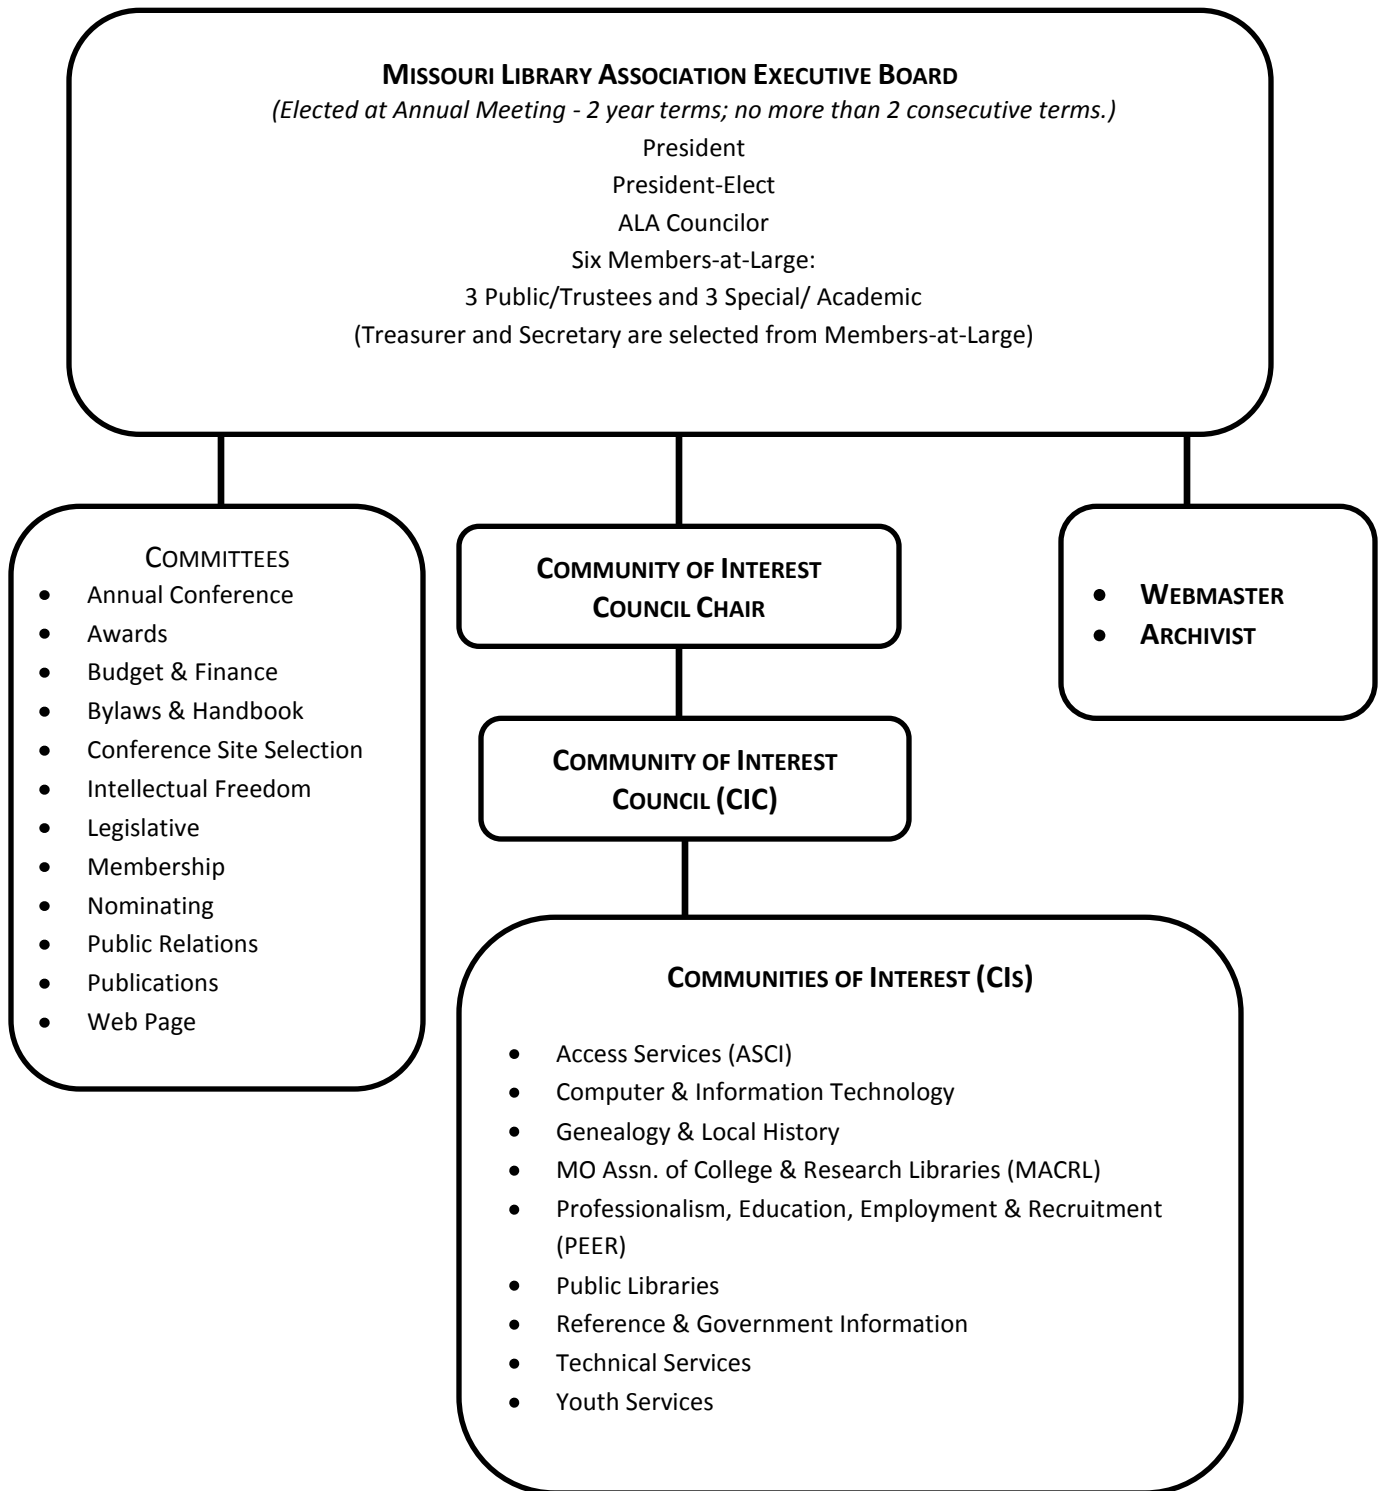 MISSOURI LIBRARY ASSOCIATION EXECUTIVE BOARD
(Elected at Annual Meeting - 2 year terms; no more than 2 consecutive terms.)
President
President-Elect
ALA Councilor
Six Members-at-Large:
3 Public/Trustees and 3 Special/ Academic
(Treasurer and Secretary are selected from Members-at-Large)
COMMITTEES
• Annual Conference
• Awards
• Budget & Finance
• Bylaws & Handbook
• Conference Site Selection
• Intellectual Freedom
• Legislative
• Membership
• Nominating
• Public Relations
• Publications
• Web Page
COMMUNITY OF INTEREST
COUNCIL CHAIR
COMMUNITY OF INTEREST
COUNCIL (CIC)
• WEBMASTER
• ARCHIVIST
COMMUNITIES OF INTEREST (CIS)
• Access Services (ASCI)
• Computer & Information Technology
• Genealogy & Local History
• MO Assn. of College & Research Libraries (MACRL)
• Professionalism, Education, Employment & Recruitment
(PEER)
• Public Libraries
• Reference & Government Information
• Technical Services
• Youth Services